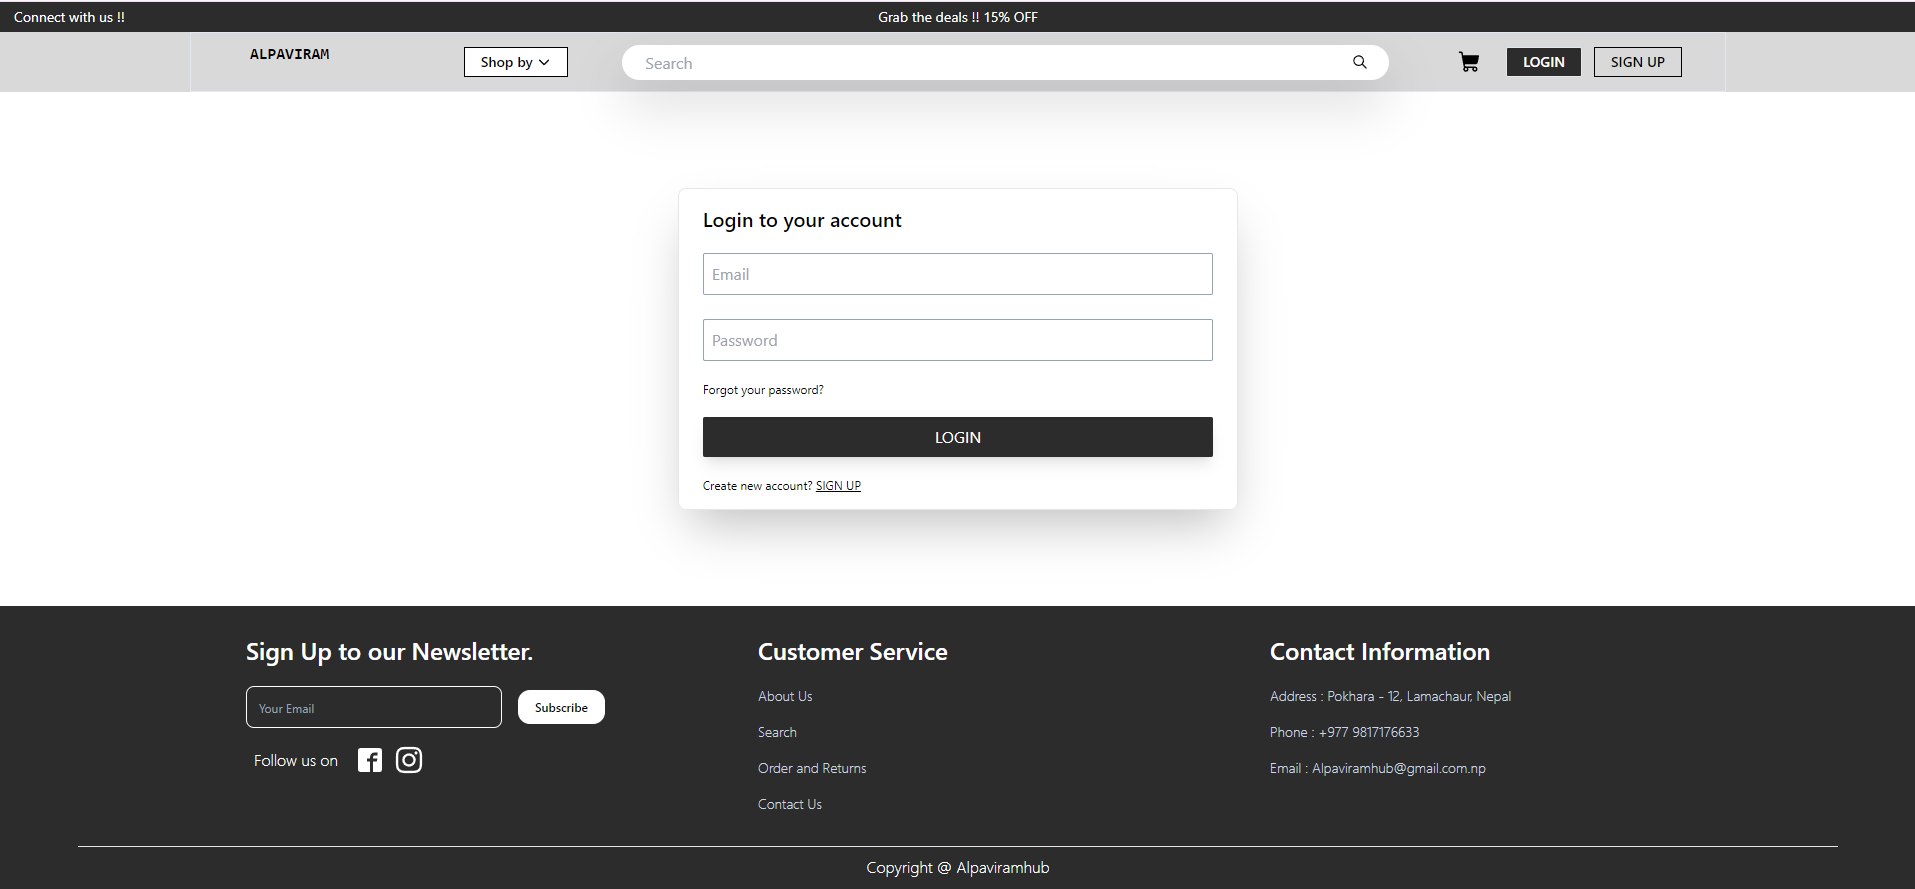 Connect with us !!
Grab the deals !! 15% OFF
ALPAVIRAM
Shop by
Search
LOGIN
SIGN UP
Login to your account
Email
Password
Forgot your password?
LOGIN
Create new account? SIGN UP
Sign Up to our Newsletter.
Your Email
Subscribe
Follow us on
Customer Service
About Us
Search
Order and Returns
Contact Us
Contact Information
Address : Pokhara - 12, Lamachaur, Nepal
Phone : +977 9817176633
Email : Alpaviramhub@gmail.com.np
Copyright @ Alpaviramhub